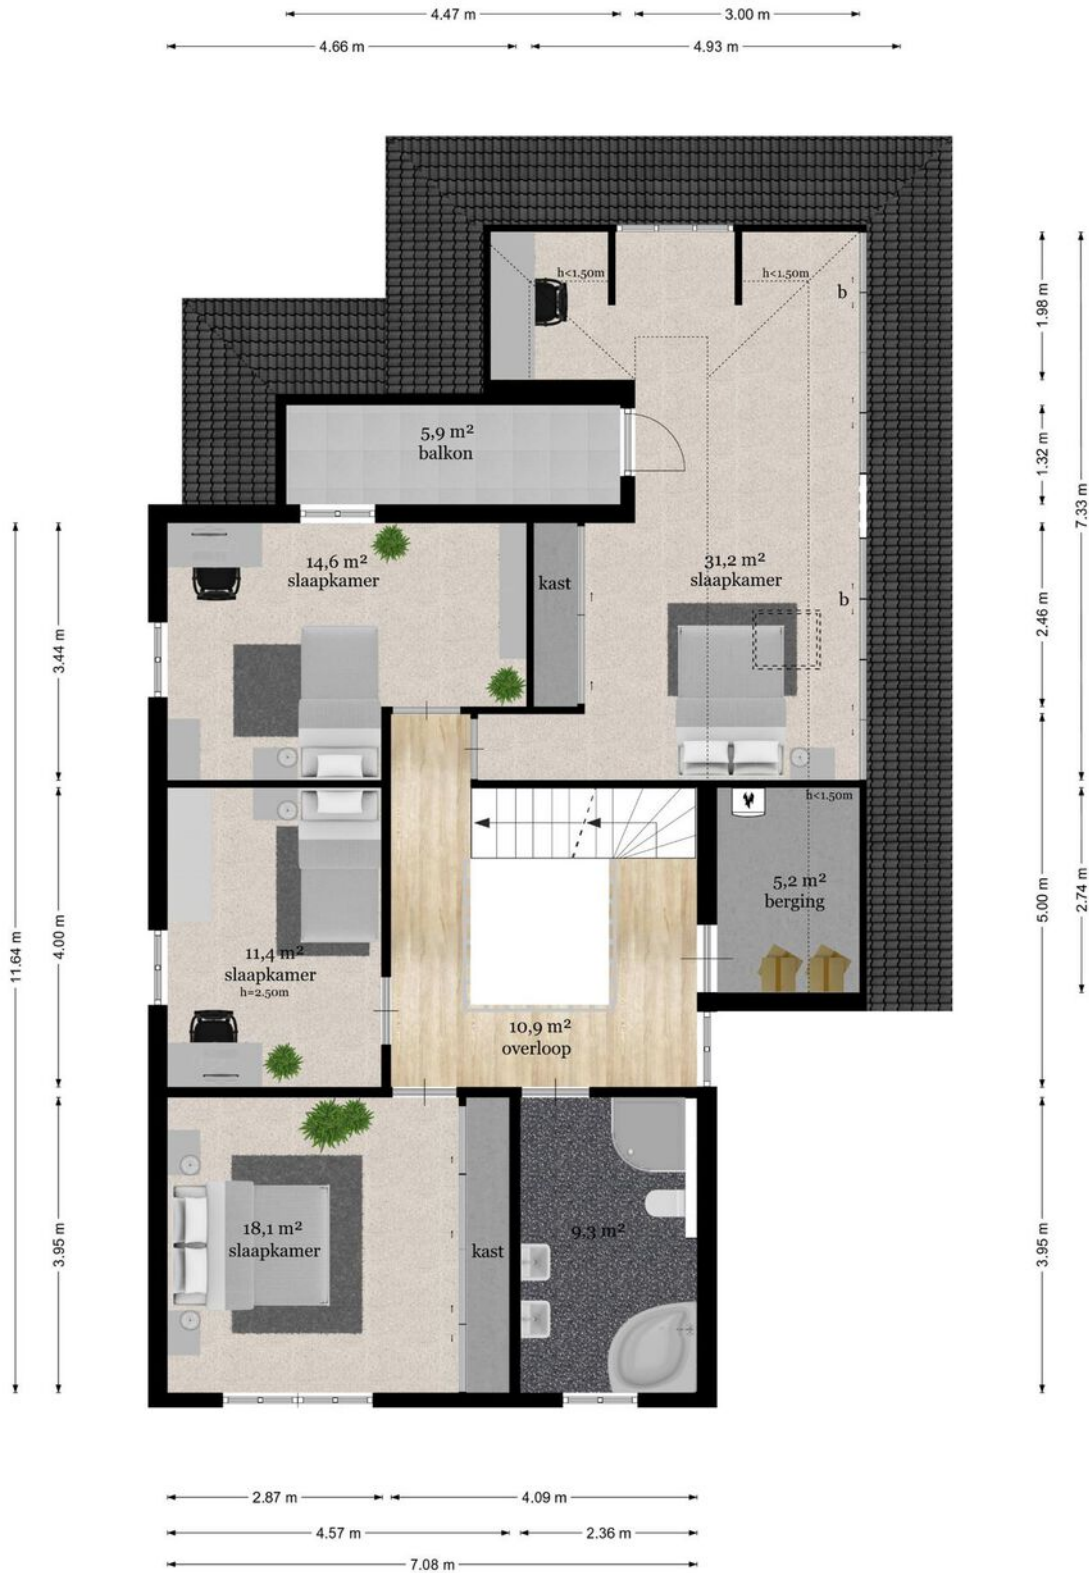 4.47 m
3.00 m
4.66 m
4.93 m
h<1.50m
h<1.50m
b
1.98 m
5,9 m²
balkon
1.32 m
7.33 m
14,6 m²
slaapkamer
kast
31,2 m²
slaapkamer
b
3.44 m
2.46 m
h<1.50m
5,2 m²
berging
11,4 m²
slaapkamer
h=2.50m
11.64 m
4.00 m
5.00 m
2.74 m
10,9 m²
overloop
18,1 m²
slaapkamer
kast
9,3 m²
3.95 m
3.95 m
2.87 m
4.09 m
4.57 m
2.36 m
7.08 m